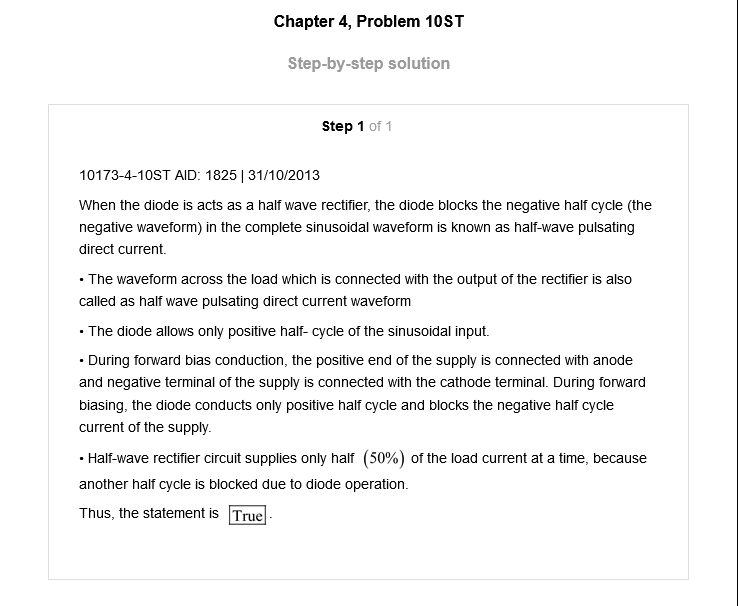 Chapter 4, Problem 10ST
Step-by-step solution
Step 1 of 1
10173-4-10ST AID: 1825 | 31/10/2013
When the diode is acts as a half wave rectifier, the diode blocks the negative half cycle (the
negative waveform) in the complete sinusoidal waveform is known as half-wave pulsating
direct current.
• The waveform across the load which is connected with the output of the rectifier is also
called as half wave pulsating direct current waveform
• The diode allows only positive half- cycle of the sinusoidal input.
• During forward bias conduction, the positive end of the supply is connected with anode
and negative terminal of the supply is connected with the cathode terminal. During forward
biasing, the diode conducts only positive half cycle and blocks the negative half cycle
current of the supply.
• Half-wave rectifier circuit supplies only half (50%) of the load current at a time, because
another half cycle is blocked due to diode operation.
Thus, the statement is True.